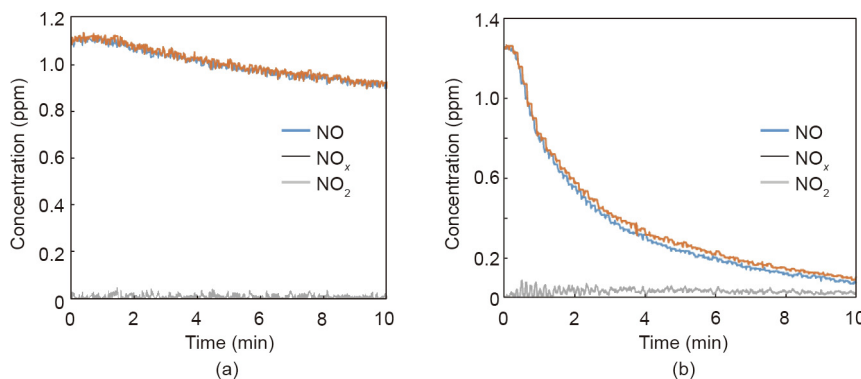 1.2
1.0
0.8
0.6
0.4
0.2
0
Concentration (ppm)
NO
NOx
NO2
0 2 4 6 8 10
Time (min)
(a)
1.4
1.0
0.6
0.2
0
Concentration (ppm)
NO
NOx
NO2
0 2 4 6 8 10
Time (min)
(b)